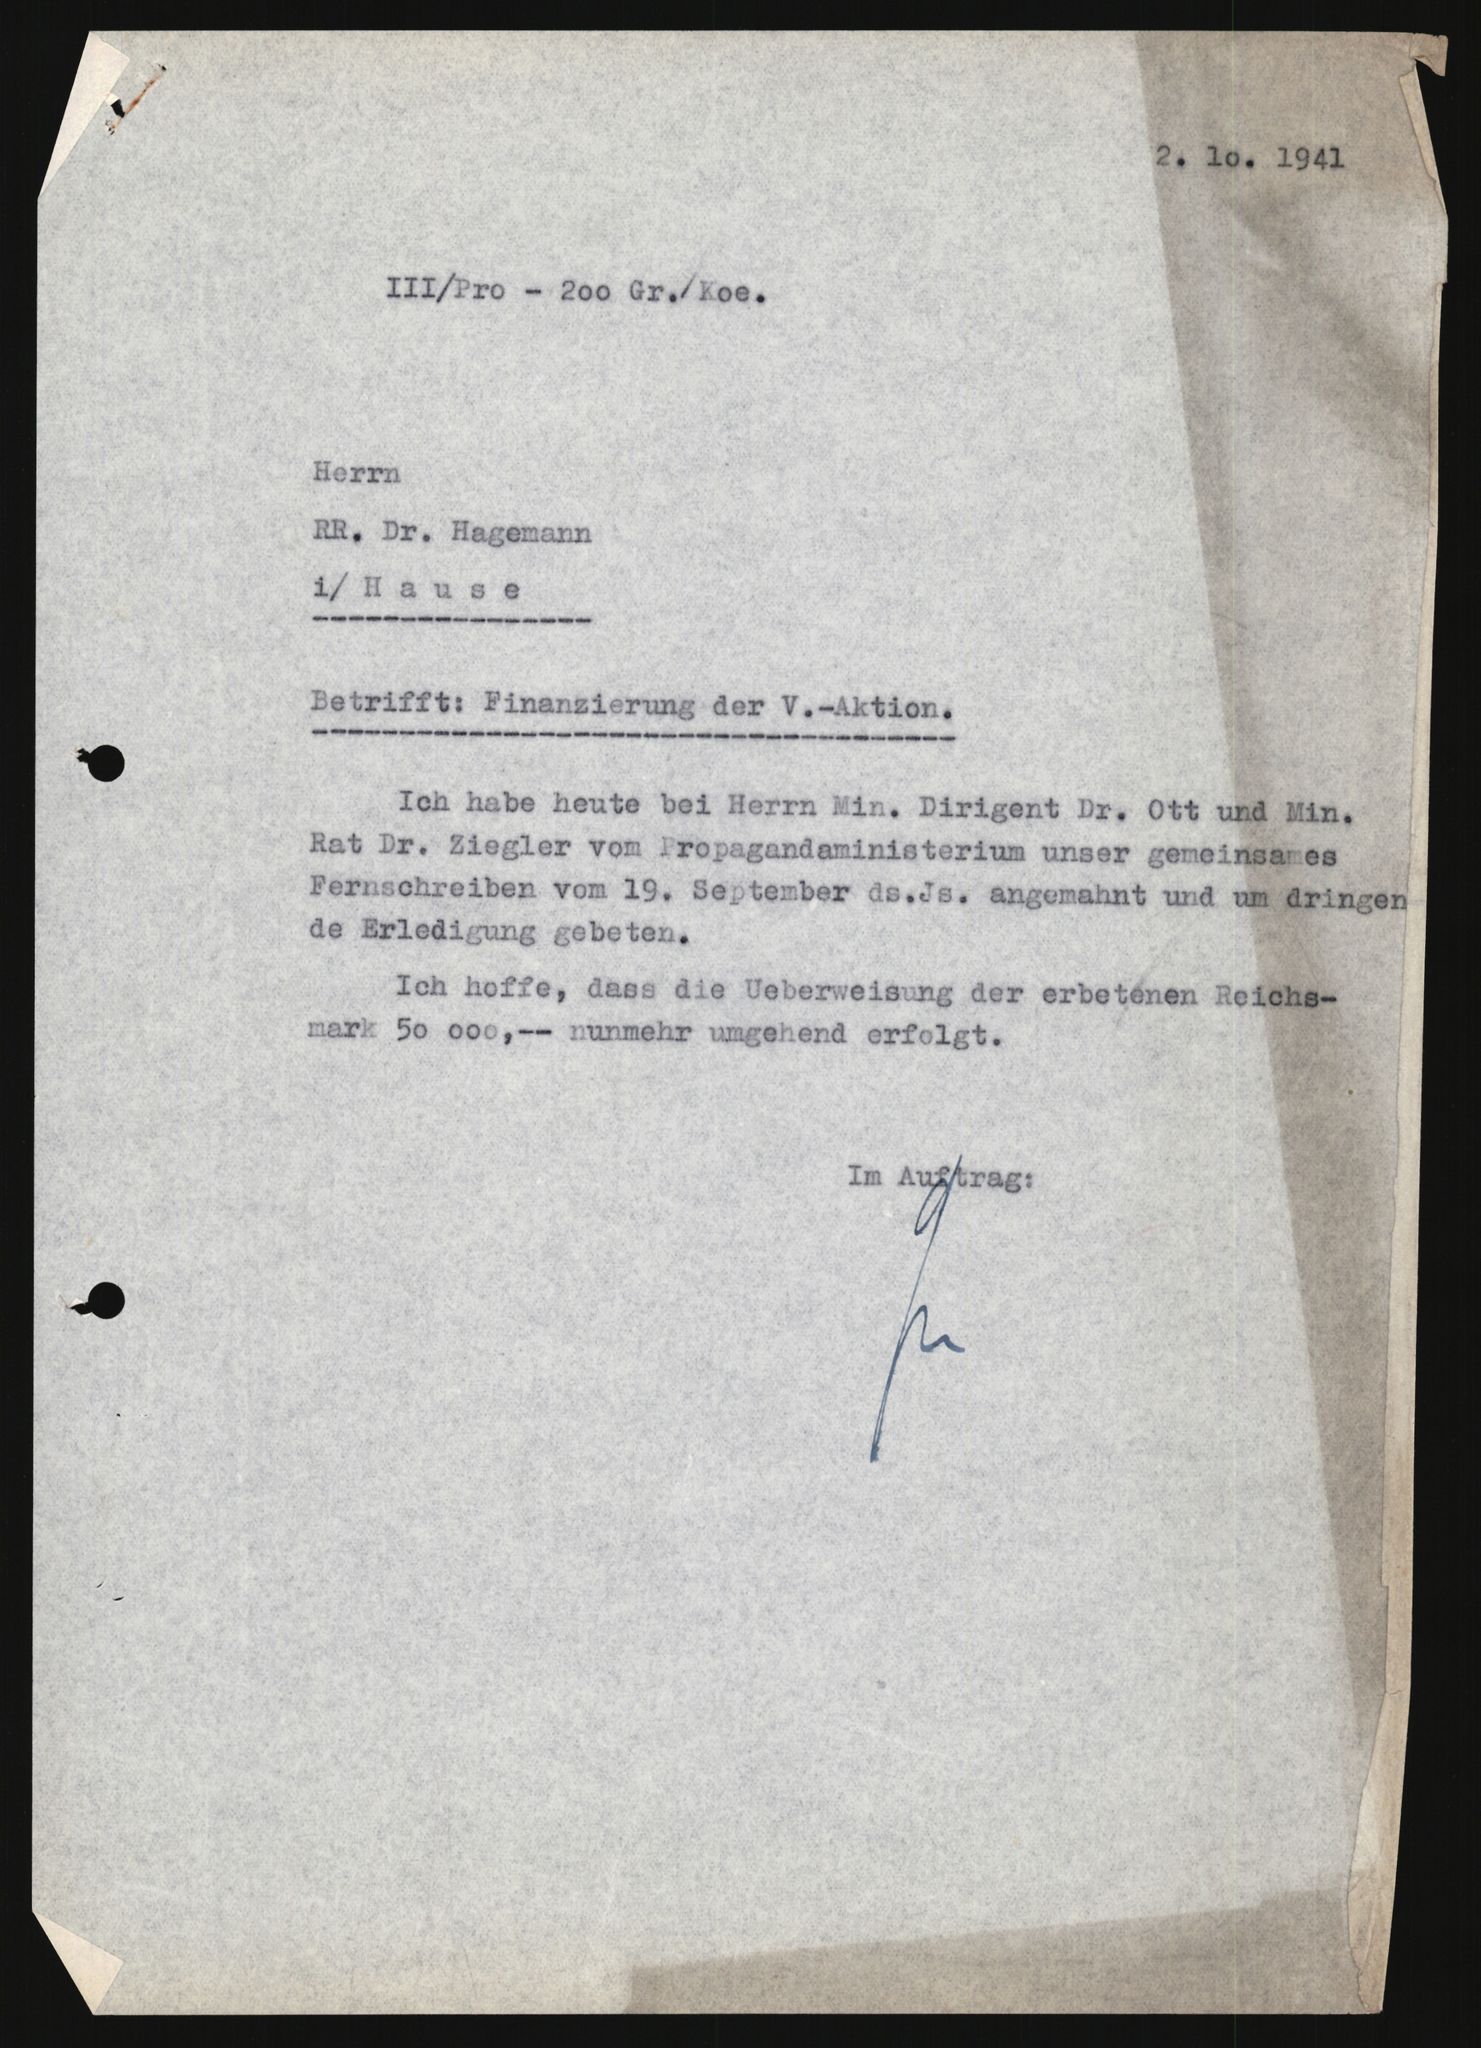 2. 1o. 1941
III/Pro - 2oo Gr./Koe.
Herrn
RR. Dr. Hagemann
i/ H a u s e
----------------
Betrifft: Finanzierung der V.-Aktion.
-------------------------------------
Ich habe heute bei Herrn Min. Dirigent Dr. Ott und Min.
Rat Dr. Ziegler vom Propagandaministerium unser gemeinsames
Fernschreiben vom 19. September ds.Js. angemahnt und um dringen
de Erledigung gebeten.
Ich hoffe, dass die Ueberweisung der erbetenen Reichs-
mark 5o ooo,-- nunmehr umgehend erfolgt.
Im Auftrag: